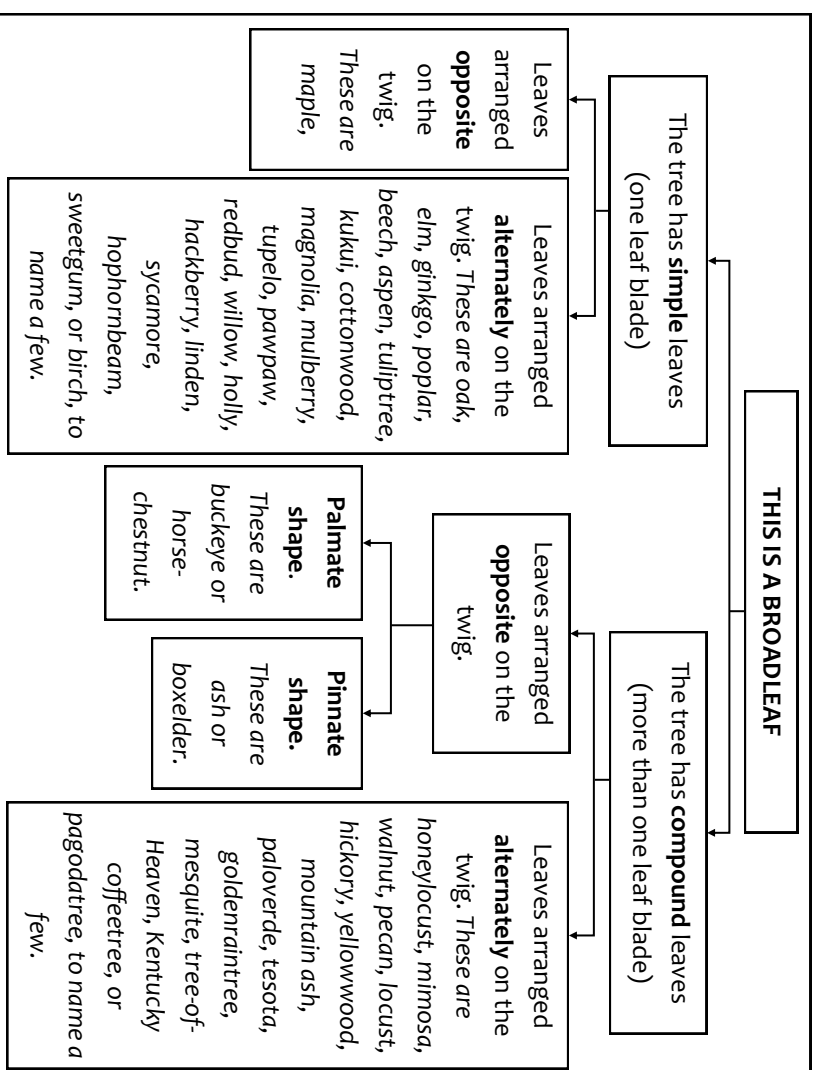 THIS IS A BROADLEAF
The tree has simple leaves
(one leaf blade)
Leaves
arranged
opposite
on the
twig.
These are
maple,
Leaves arranged
alternately on the
twig. These are oak,
elm, ginkgo, poplar,
beech, aspen, tuliptree,
kukui, cottonwood,
magnolia, mulberry,
tupelo, pawpaw,
redbud, willow, holly,
hackberry, linden,
sycamore,
hophornbeam,
sweetgum, or birch, to
name a few.
The tree has compound leaves
(more than one leaf blade)
Leaves arranged
opposite on the
twig.
Palmate
shape.
These are
buckeye or
horse-
chestnut.
Pinnate
shape.
These are
ash or
boxelder.
Leaves arranged
alternately on the
twig. These are
honeylocust, mimosa,
walnut, pecan, locust,
hickory, yellowwood,
mountain ash,
paloverde, tesota,
goldenraintree,
mesquite, tree-of-
Heaven, Kentucky
coffeetree, or
pagodatree, to name a
few.